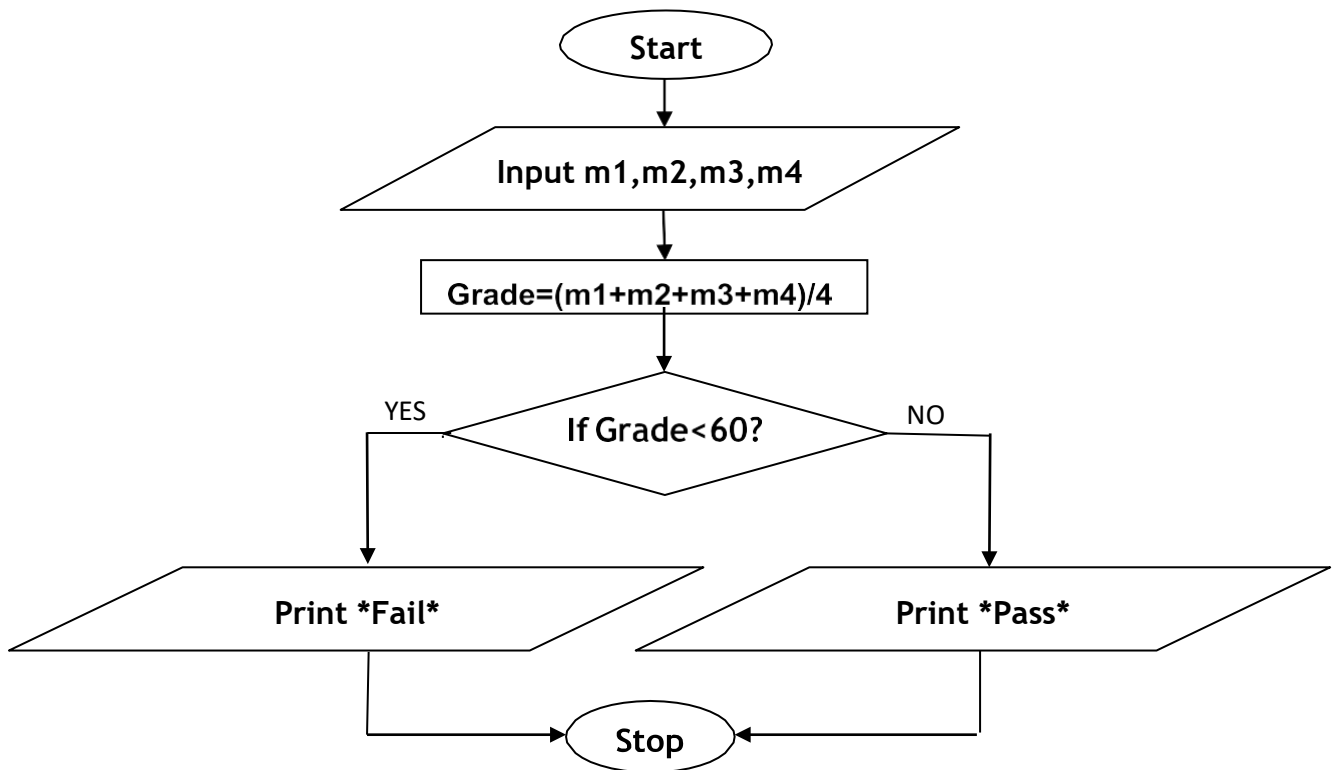 Start
Input m1,m2,m3,m4
Grade=(m1+m2+m3+m4)/4
YES
If Grade<60?
NO
Print *Fail*
Print *Pass*
Stop